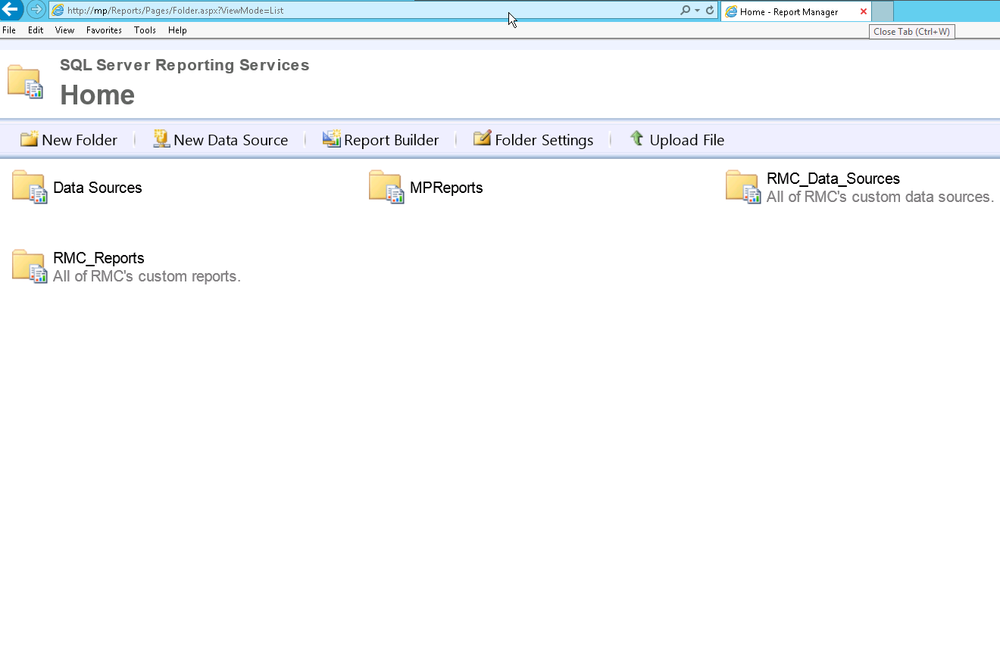 http://mp/Reports/Pages/Folder.aspx?ViewMode=List
Home - Report Manager
File Edit View Favorites Tools Help
Close Tab (Ctrl+W)
SQL Server Reporting Services
Home
New Folder New Data Source Report Builder Folder Settings Upload File
Data Sources
MPReports
RMC_Data_Sources
All of RMC's custom data sources.
RMC_Reports
All of RMC's custom reports.